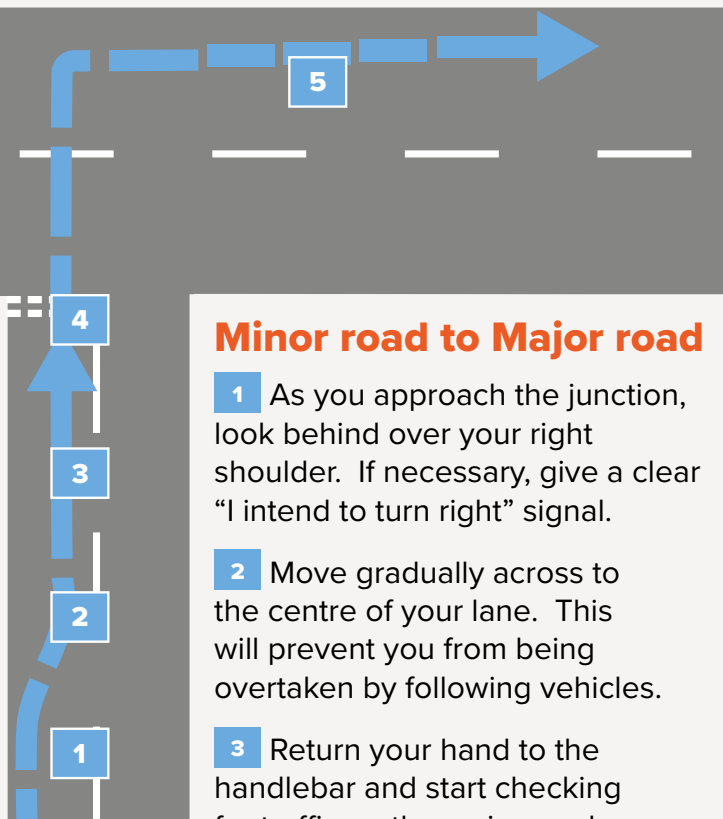 5
4
3
2
1
Minor road to Major road
1 As you approach the junction,
look behind over your right
shoulder. If necessary, give a clear
“I intend to turn right” signal.
2 Move gradually across to
the centre of your lane. This
will prevent you from being
overtaken by following vehicles.
3 Return your hand to the
handlebar and start checking